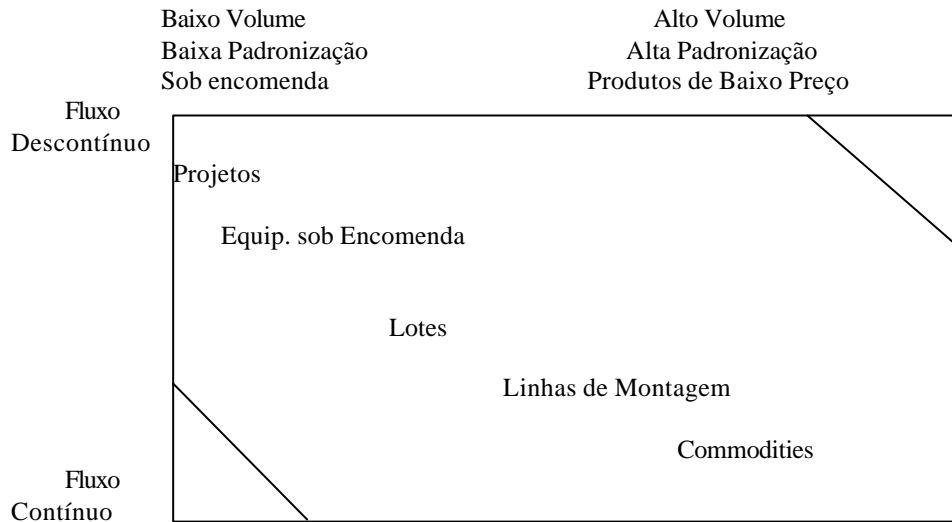 Baixo Volume
Baixa Padronização
Sob encomenda
Alto Volume
Alta Padronização
Produtos de Baixo Preço
Fluxo
Descontínuo
Projetos
Equip. sob Encomenda
Lotes
Linhas de Montagem
Commodities
Fluxo
Contínuo